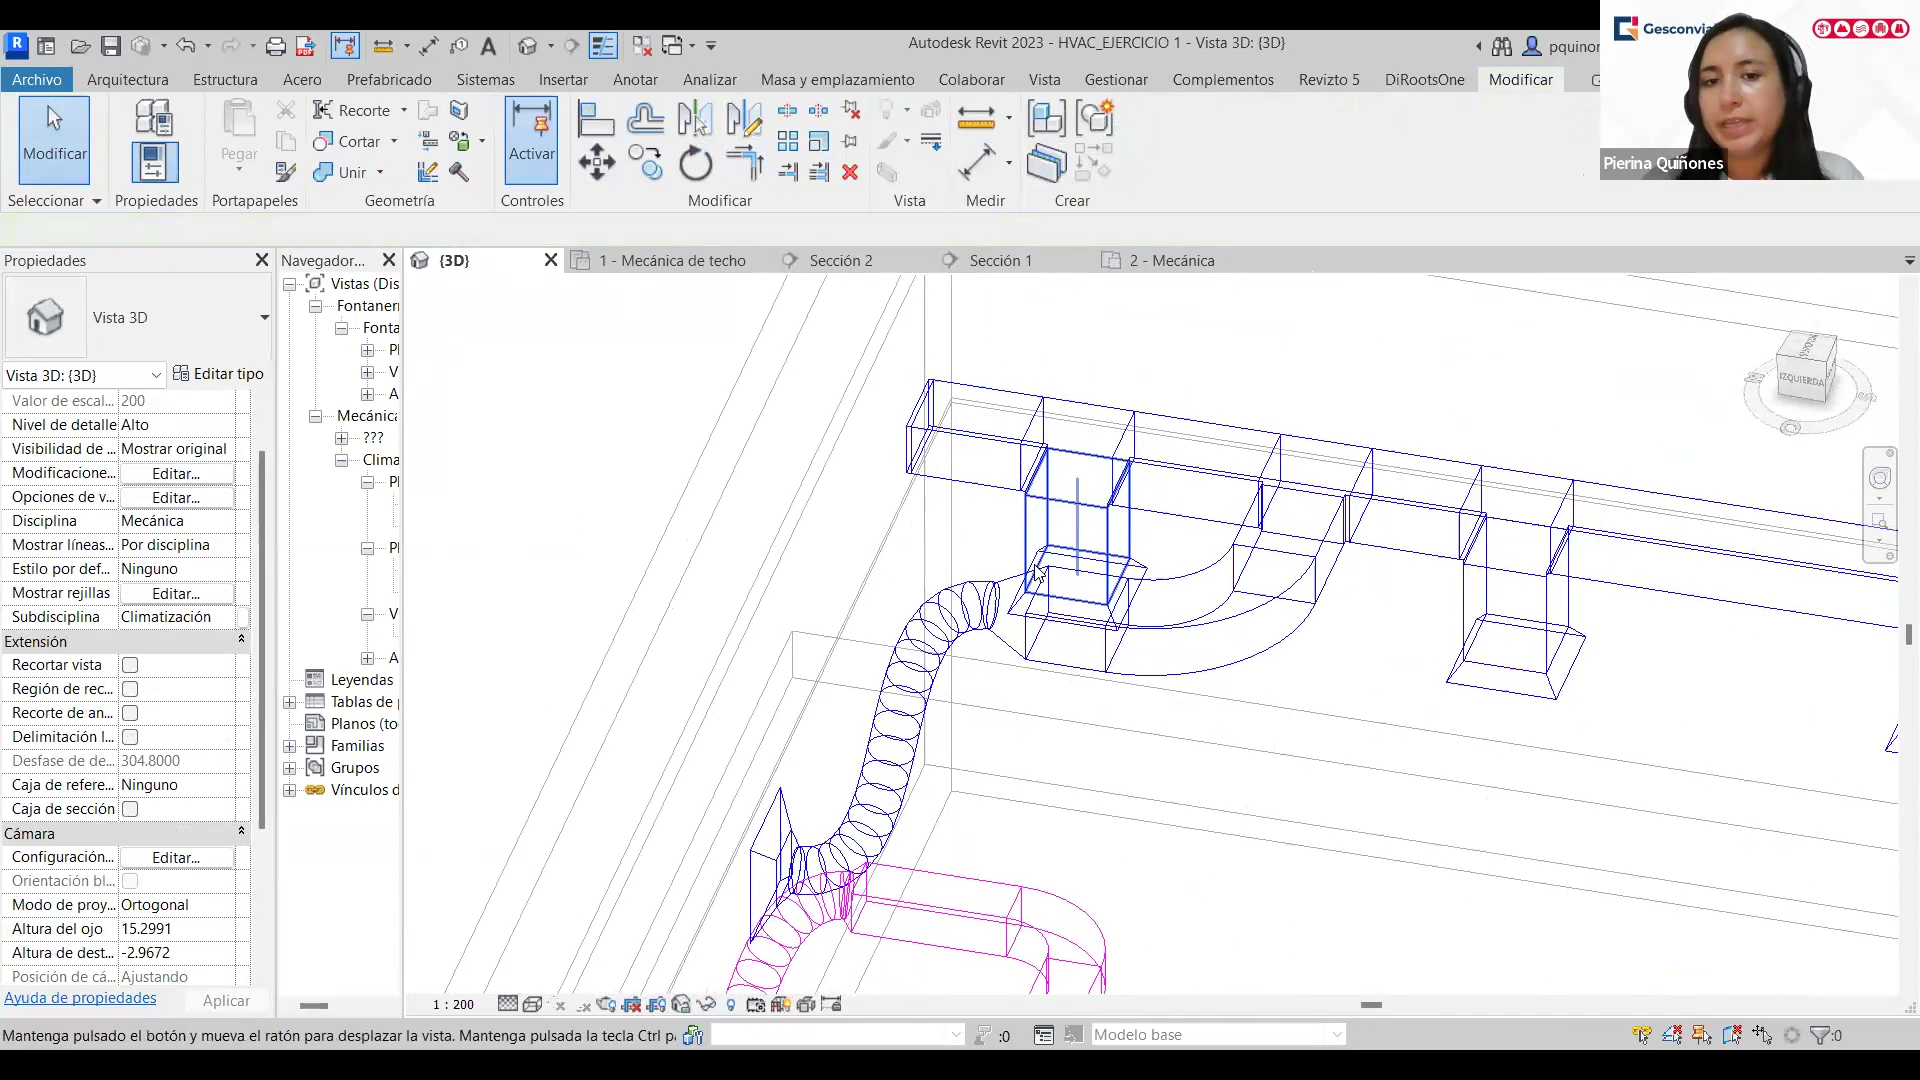 Autodesk Revit 2023 - HVAC_EJERCICIO 1 - Vista 3D: {3D}
pquinor
Gesconvia
Archivo Arquitectura Estructura Acero Prefabricado Sistemas Insertar Anotar Analizar Masa y emplazamiento Colaborar Vista Gestionar Complementos Revizto 5 DiRootsOne Modificar
Modificar
Pegar
Recorte
Cortar
Unir
Activar
Pierina Quiñones
Seleccionar Propiedades Portapapeles Geometría Controles Modificar Vista Medir Crear
Propiedades
Navegador...
{3D}
1 - Mecánica de techo
Sección 2
Sección 1
2 - Mecánica
Vista 3D
Vista 3D: {3D}
Editar tipo
Valor de escal... 200
Nivel de detalle Alto
Visibilidad de ... Mostrar original
Modificacione... Editar...
Opciones de v... Editar...
Disciplina Mecánica
Mostrar líneas... Por disciplina
Estilo por def... Ninguno
Mostrar rejillas Editar...
Subdisciplina Climatización
Extensión
Recortar vista
Región de rec...
Recorte de an...
Delimitación l...
Desfase de de... 304.8000
Caja de refere... Ninguno
Caja de sección
Cámara
Configuración... Editar...
Orientación bl...
Modo de proy... Ortogonal
Altura del ojo 15.2991
Altura de dest... -2.9672
Posición de cá... Ajustando
Ayuda de propiedades
Aplicar
Vistas (Dis
Fontaner
Fonta
Pl
V
A
Mecánica
???
Clima
Pl
Pl
V
A
Leyendas
Tablas de p
Planos (to
Familias
Grupos
Vínculos d
IZQUIERDA
1 : 200
Mantenga pulsado el botón y mueva el ratón para desplazar la vista. Mantenga pulsada la tecla Ctrl p
:0
Modelo base
:0